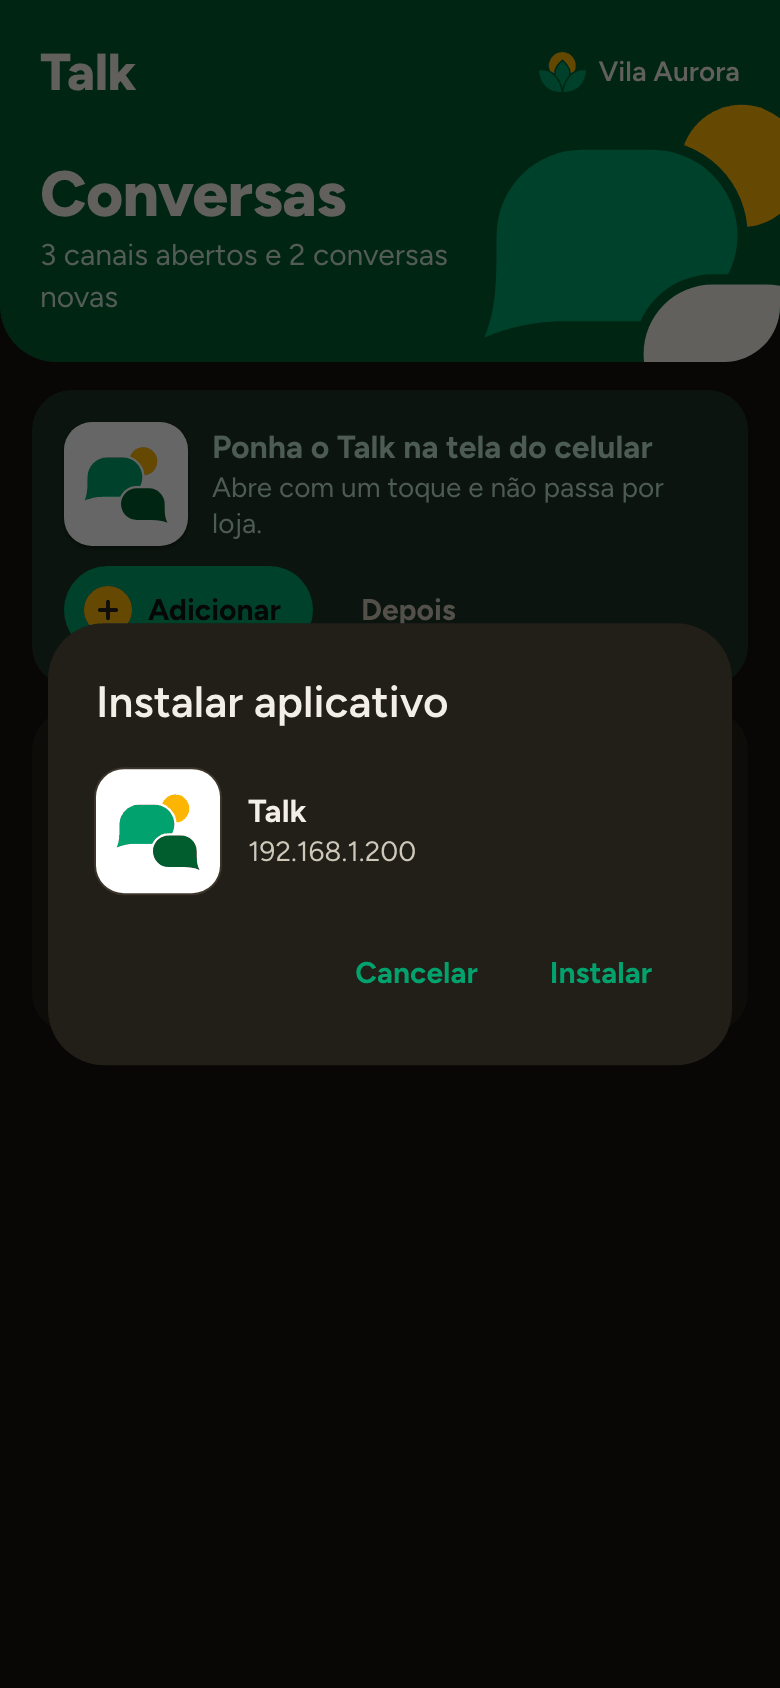 Talk
Vila Aurora
Conversas
3 canais abertos e 2 conversas
novas
Ponha o Talk na tela do celular
Abre com um toque e não passa por
loja.
Adicionar
Depois
Instalar aplicativo
Talk
192.168.1.200
Cancelar
Instalar